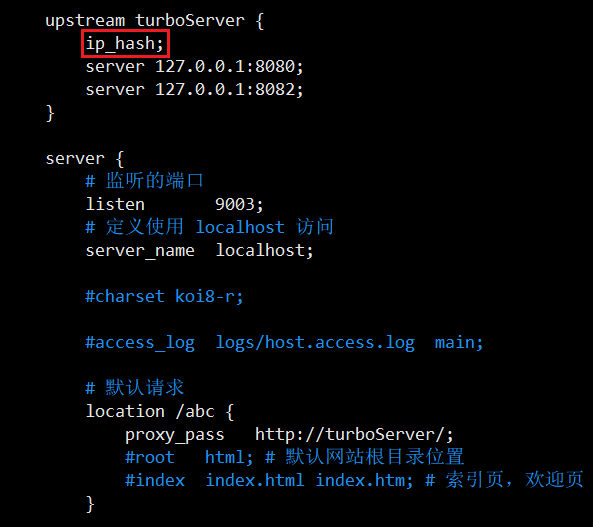 upstream turboServer {
ip_hash;
server 127.0.0.1:8080;
server 127.0.0.1:8082;
}
server {
# 监听的端口
listen 9003;
# 定义使用 localhost 访问
server_name localhost;
#charset koi8-r;
#access_log logs/host.access.log main;
# 默认请求
location /abc {
proxy_pass http://turboServer/;
#root html; # 默认网站根目录位置
#index index.html index.htm; # 索引页，欢迎页
}